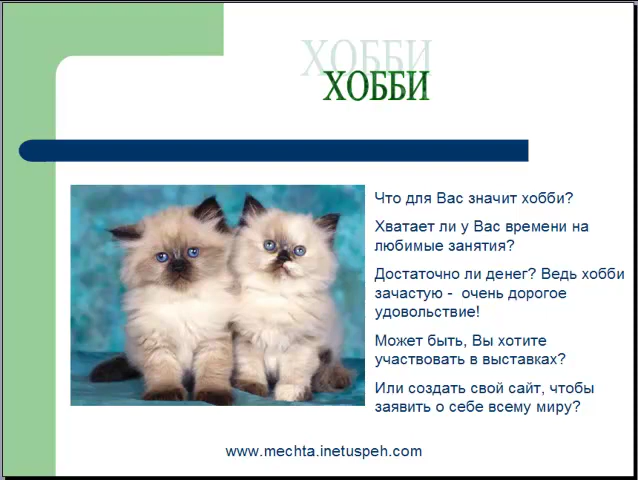 ХОББИ
Что для Вас значит хобби?
Хватает ли у Вас времени на
любимые занятия?
Достаточно ли денег? Ведь хобби
зачастую - очень дорогое
удовольствие!
Может быть, Вы хотите
участвовать в выставках?
Или создать свой сайт, чтобы
заявить о себе всему миру?
www.mechta.inetuspeh.com